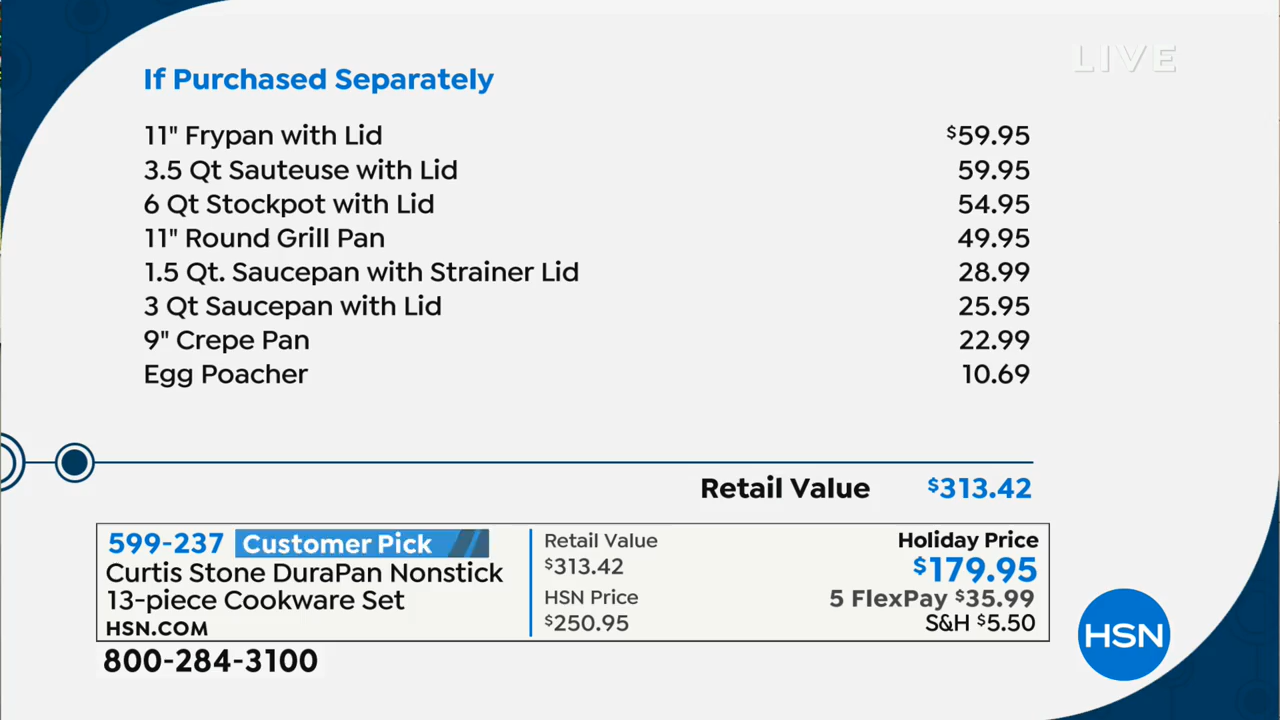 LIVE
If Purchased Separately
11" Frypan with Lid $59.95
3.5 Qt Sauteuse with Lid 59.95
6 Qt Stockpot with Lid 54.95
11" Round Grill Pan 49.95
1.5 Qt. Saucepan with Strainer Lid 28.99
3 Qt Saucepan with Lid 25.95
9" Crepe Pan 22.99
Egg Poacher 10.69
Retail Value $313.42
599-237 Customer Pick
Curtis Stone DuraPan Nonstick
13-piece Cookware Set
HSN.COM
Retail Value
$313.42
HSN Price
$250.95
Holiday Price
$179.95
5 FlexPay $35.99
S&H $5.50
800-284-3100
HSN